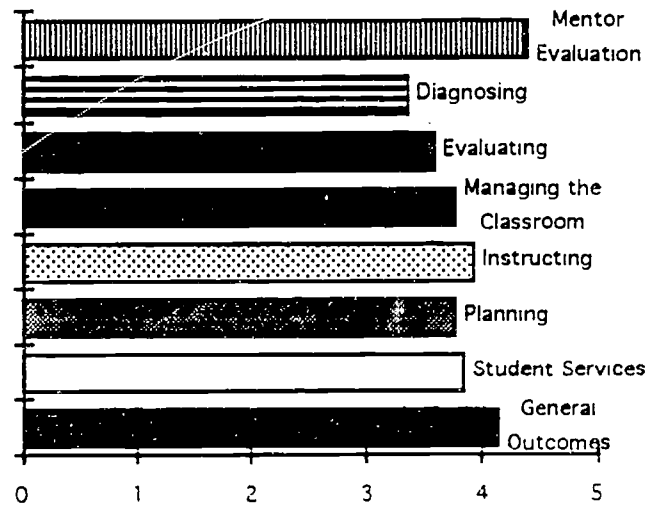 Mentor
Evaluation
Diagnosing
Evaluating
Managing the
Classroom
Instructing
Planning
Student Services
General
Outcomes
0 1 2 3 4 5